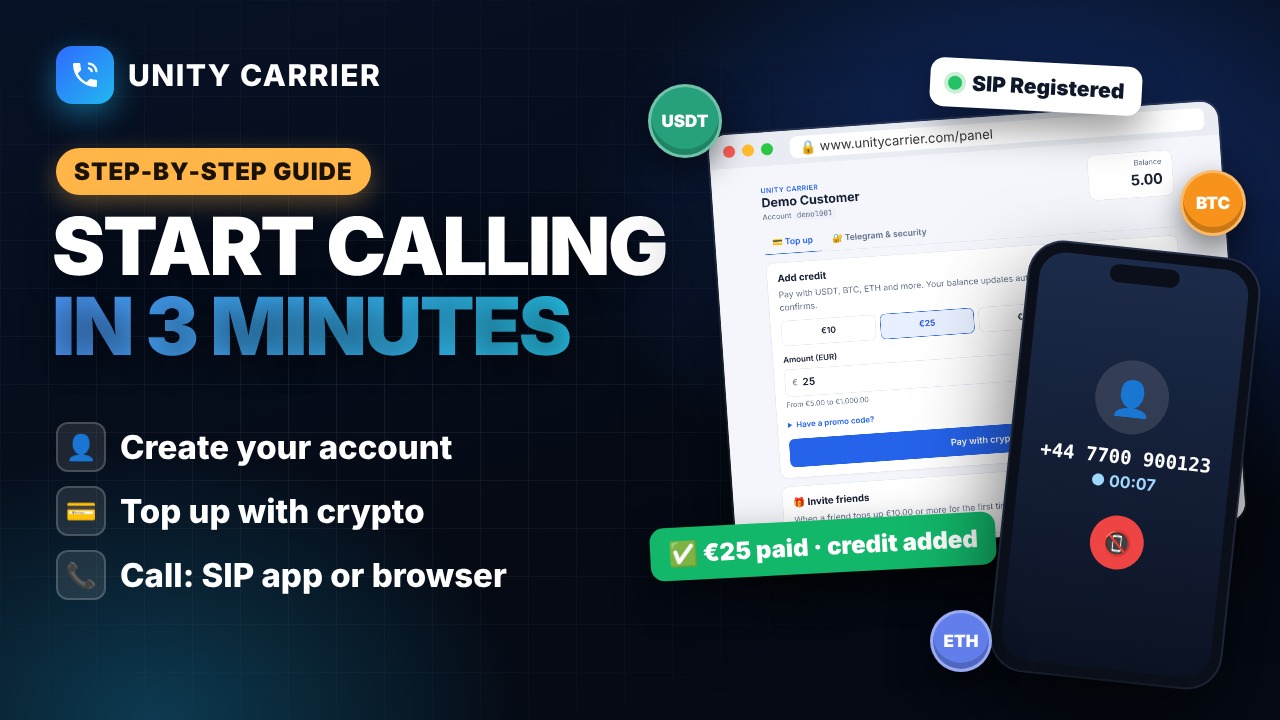 UNITY CARRIER
STEP-BY-STEP GUIDE
START CALLING
IN 3 MINUTES
👤 Create your account
💳 Top up with crypto
📞 Call: SIP app or browser
USDT
SIP Registered
🔒 www.unitycarrier.com/panel
UNITY CARRIER
Demo Customer
Account demo1001
Balance
5.00
BTC
💳 Top up 🔐 Telegram & security
Add credit
Pay with USDT, BTC, ETH and more. Your balance updates
confirms.
€10 €25 €
Amount (EUR)
€ 25
From €5.00 to €1,000.00
▸ Have a promo code?
Pay with
🎁 Invite friends
When a friend tops up €10.00 or more for the first
✅ €25 paid · credit added
+44 7700 900123
00:07
ETH